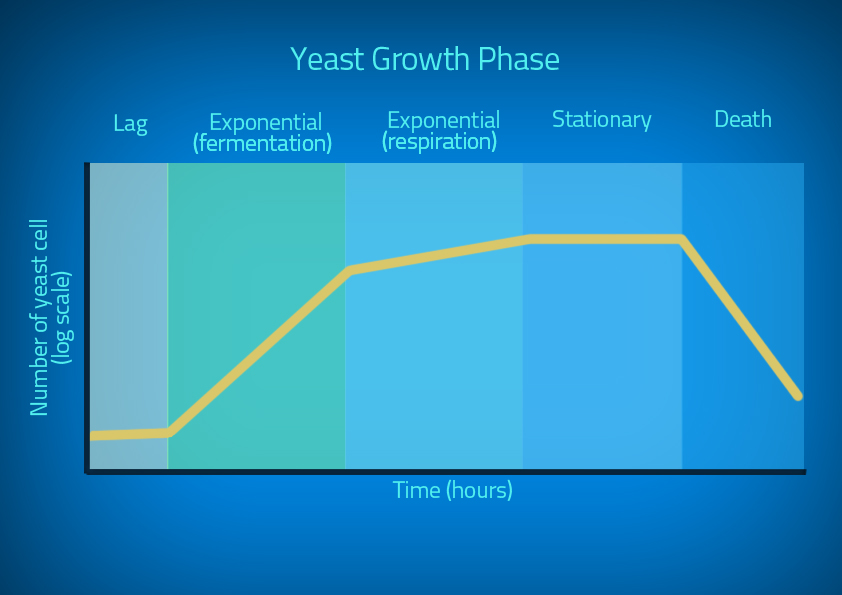 Yeast Growth Phase
Lag
Exponential
(fermentation)
Exponential
(respiration)
Stationary
Death
Number of yeast cell
(log scale)
Time (hours)